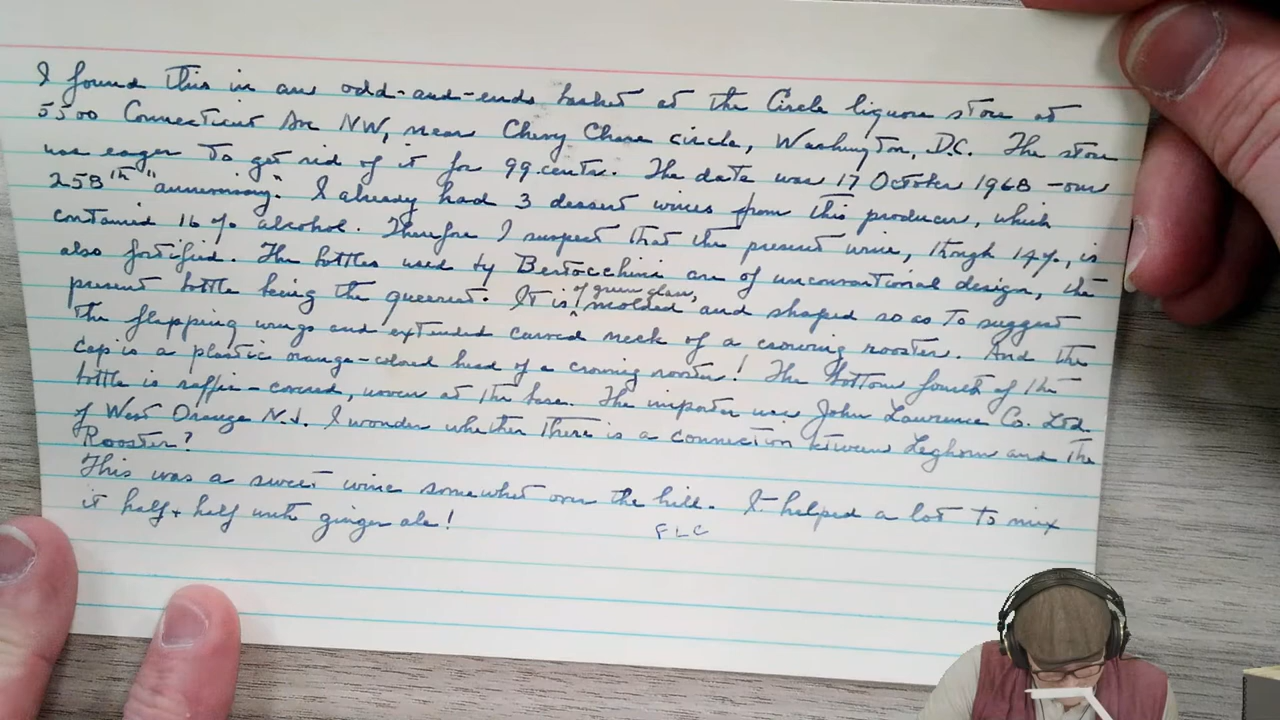 I found this in an odd-and-ends basket at the Circle liquor store at
5500 Connecticut Ave NW, near Chevy Chase circle, Washington, D.C. The store
was eager to get rid of it for 99 cents. The date was 17 October 1968 - our
258th "anniversary." I already had 3 dessert wines from this producer, which
contained 16% alcohol. Therefore I suspect that the present wine, though 14%, is
also fortified. The bottles used by Bertocchini are of unconventional design, the
present bottle being the queerest. It is of green glass, molded and shaped so as to suggest
the flapping wings and extended curved neck of a crowing rooster. And the
cap is a plastic orange-colored head of a crowing rooster! The bottom fourth of the
bottle is raffia-covered, woven at the base. The importer was John Lawrence Co. Ltd
of West Orange N.J. I wonder whether there is a connection between Leghorn and the
Rooster?
This was a sweet wine somewhat over the hill. It helped a lot to mix
it half + half with ginger ale!
FLC